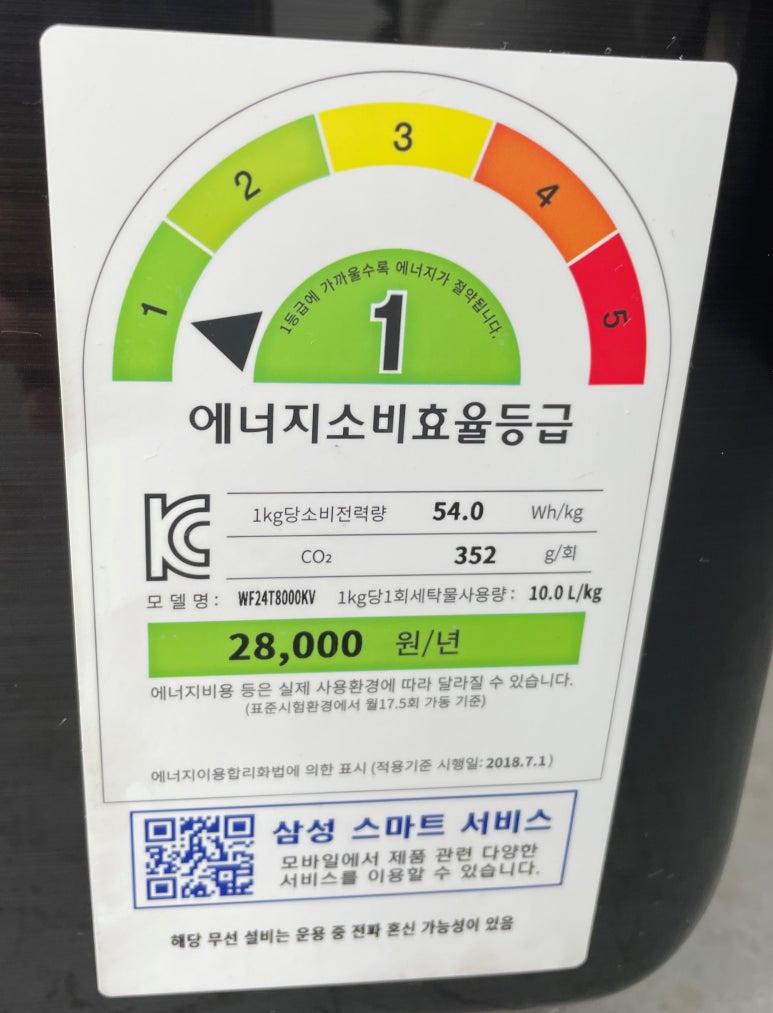 1
2
3
4
5
1등급에 가까울수록 에너지가 절약됩니다.
1
에너지소비효율등급
1kg당소비전력량 54.0 Wh/kg
CO₂ 352 g/회
모델명: WF24T8000KV 1kg당1회세탁물사용량: 10.0 L/kg
28,000 원/년
에너지비용 등은 실제 사용환경에 따라 달라질 수 있습니다.
(표준시험환경에서 월17.5회 가동 기준)
에너지이용합리화법에 의한 표시 (적용기준 시행일: 2018.7.1)
삼성 스마트 서비스
모바일에서 제품 관련 다양한
서비스를 이용할 수 있습니다.
해당 무선 설비는 운용 중 전파 혼신 가능성이 있음